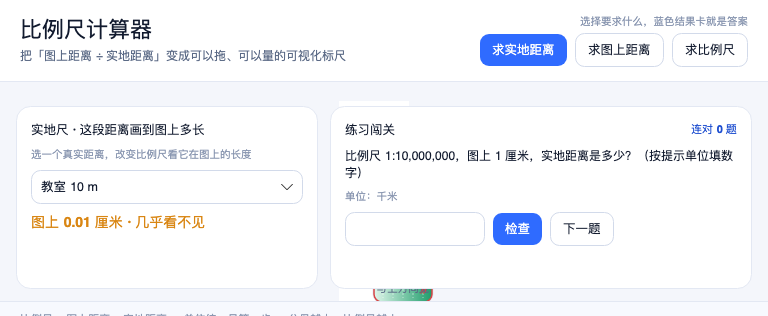 比例尺计算器
把「图上距离 ÷ 实地距离」变成可以拖、可以量的可视化标尺
选择要求什么，蓝色结果卡就是答案
求实地距离
求图上距离
求比例尺
实地尺 · 这段距离画到图上多长
选一个真实距离，改变比例尺看它在图上的长度
教室 10 m
图上 0.01 厘米 · 几乎看不见
练习闯关
连对 0 题
比例尺 1:10,000,000，图上 1 厘米，实地距离是多少？（按提示单位填数
字）
单位：千米
检查
下一题